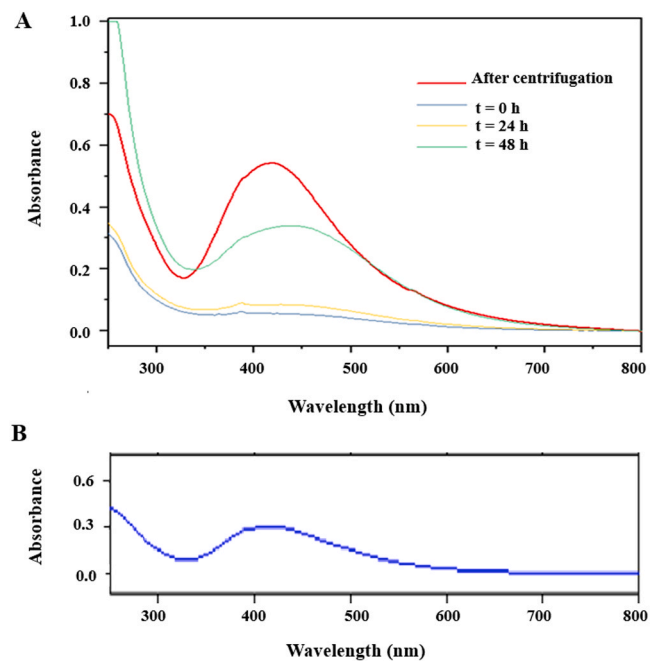 A
1.0
0.8
0.6
0.4
0.2
0.0
Absorbance
After centrifugation
t = 0 h
t = 24 h
t = 48 h
300 400 500 600 700 800
Wavelength (nm)
B
0.6
0.3
0.0
Absorbance
300 400 500 600 700 800
Wavelength (nm)